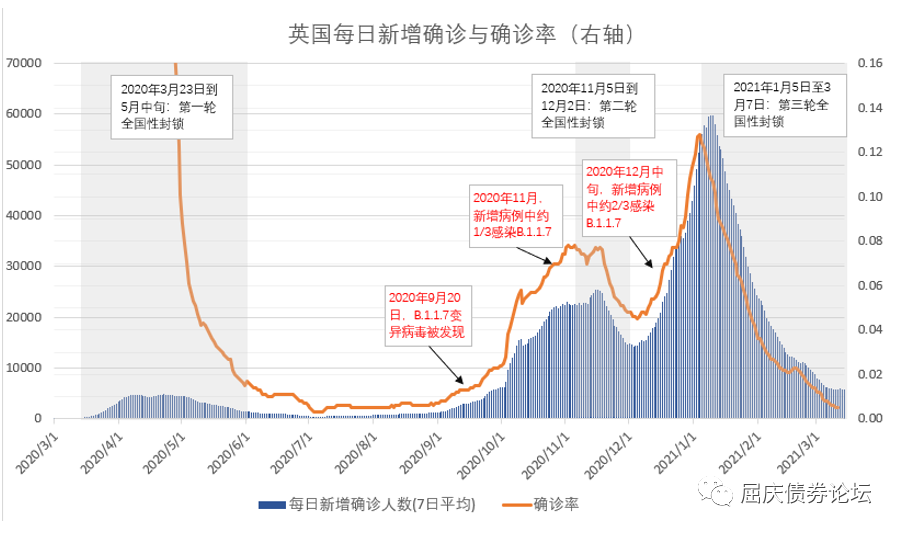 英国每日新增确诊与确诊率（右轴）
70000
60000
50000
40000
30000
20000
10000
0
0.16
0.14
0.12
0.10
0.08
0.06
0.04
0.02
0.00
2020年3月23日到
5月中旬：第一轮
全国性封锁
2020年11月5日到
12月2日：第二轮
全国性封锁
2021年1月5日至3
月7日：第三轮全
国性封锁
2020年11月，
新增病例中约
1/3感染B.1.1.7
2020年12月中
旬，新增病例
中约2/3感染
B.1.1.7
2020年9月20
日，B.1.1.7变
异病毒被发现
2020/3/1
2020/4/1
2020/5/1
2020/6/1
2020/7/1
2020/8/1
2020/9/1
2020/10/1
2020/11/1
2020/12/1
2021/1/1
2021/2/1
2021/3/1
每日新增确诊人数(7日平均)
确诊率
屈庆债券论坛